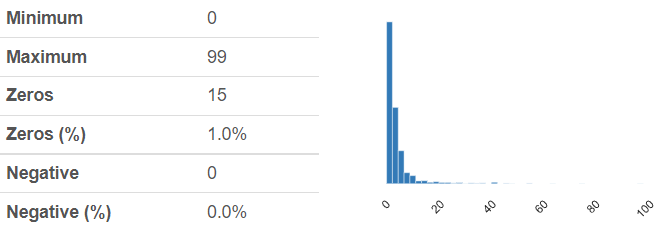 Minimum 0
Maximum 99
Zeros 15
Zeros (%) 1.0%
Negative 0
Negative (%) 0.0%
0 20 40 60 80 100